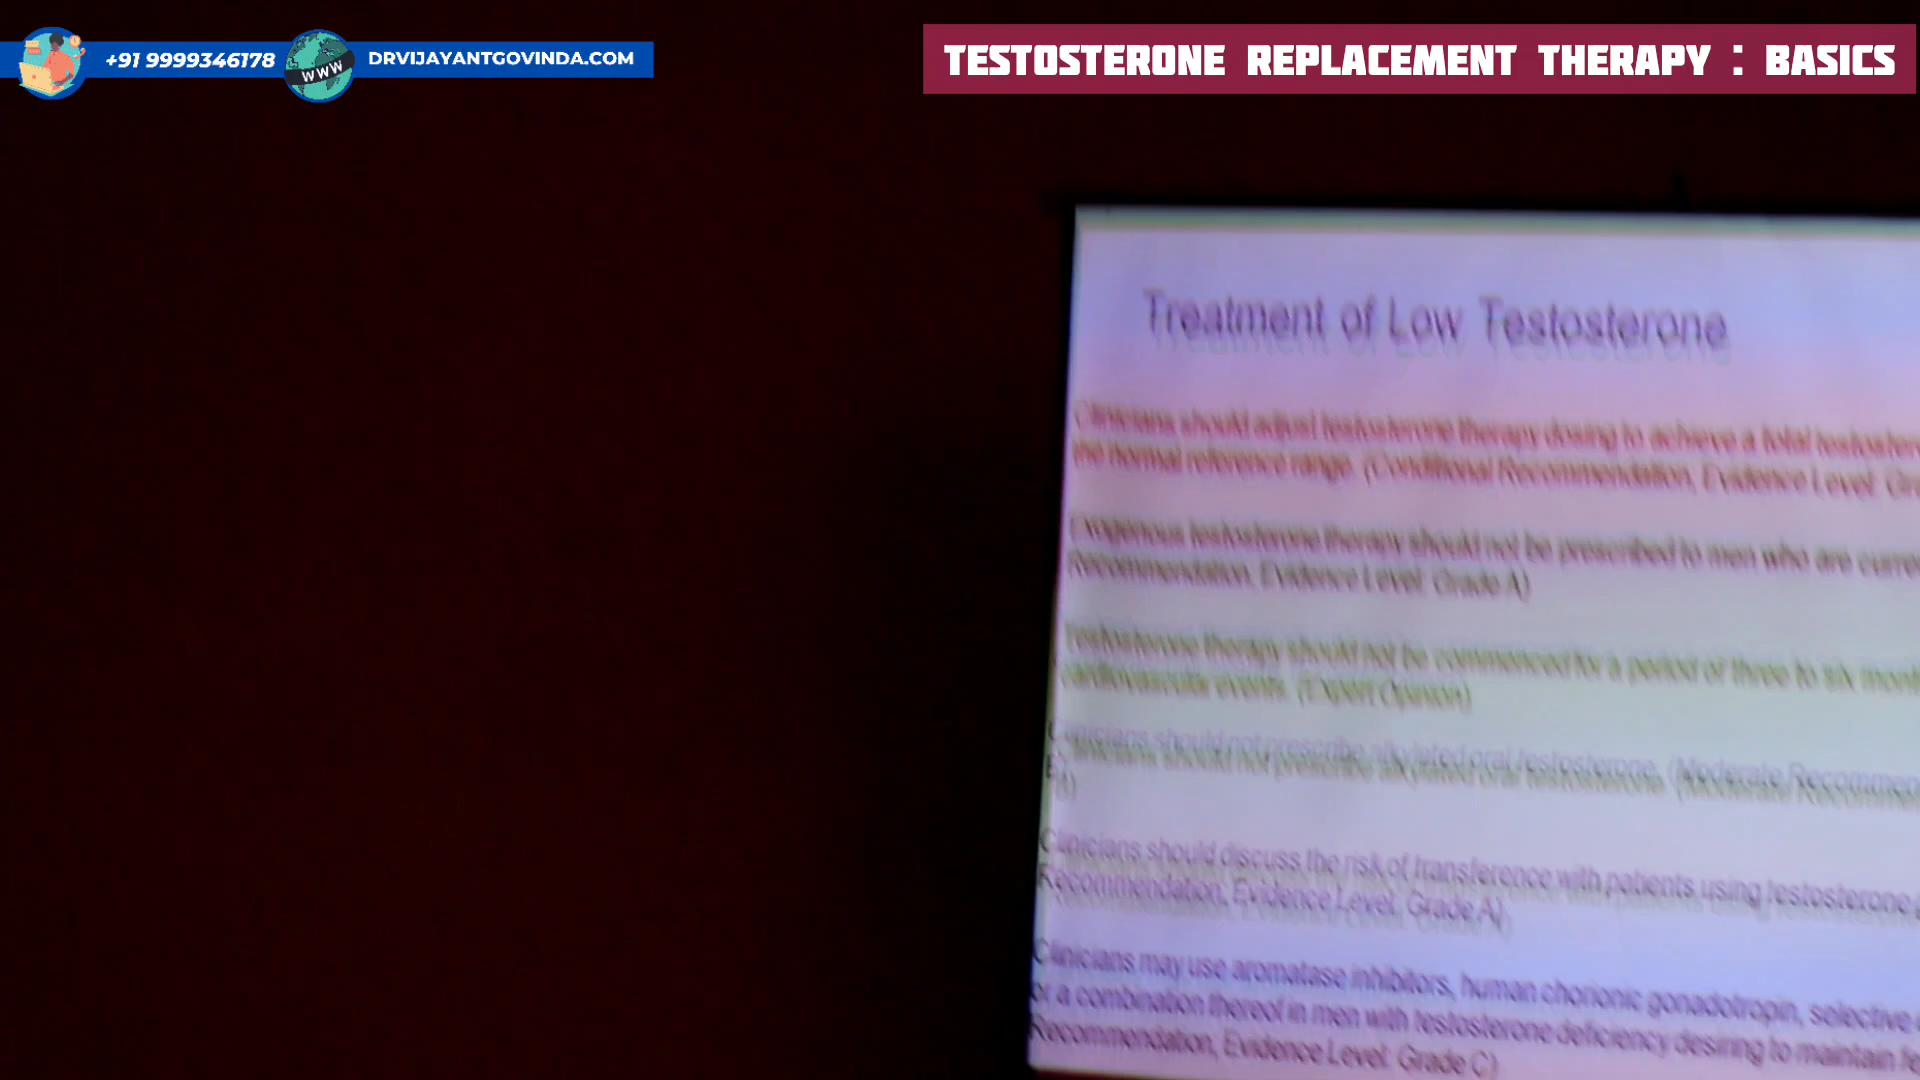 +91 9999346178
WWW
DRVIJAYANTGOVINDA.COM
TESTOSTERONE REPLACEMENT THERAPY : BASICS
Treatment of Low Testosterone
Clinicians should adjust testosterone therapy dosing to achieve a total
the normal reference range. (Conditional Recommendation, Evidence Level:
Exogenous testosterone therapy should not be prescribed to men who are
Recommendation, Evidence Level: Grade A)
Testosterone therapy should not be commenced for a period of three to six
cardiovascular events. (Expert Opinion)
Clinicians should not prescribe alkylated oral testosterone. (Moderate
B)
Clinicians should discuss the risk of transference with patients using testosterone
Recommendation, Evidence Level: Grade A)
Clinicians may use aromatase inhibitors, human chorionic gonadotropin, selective
or a combination thereof in men with testosterone deficiency desiring to maintain
Recommendation, Evidence Level: Grade C)